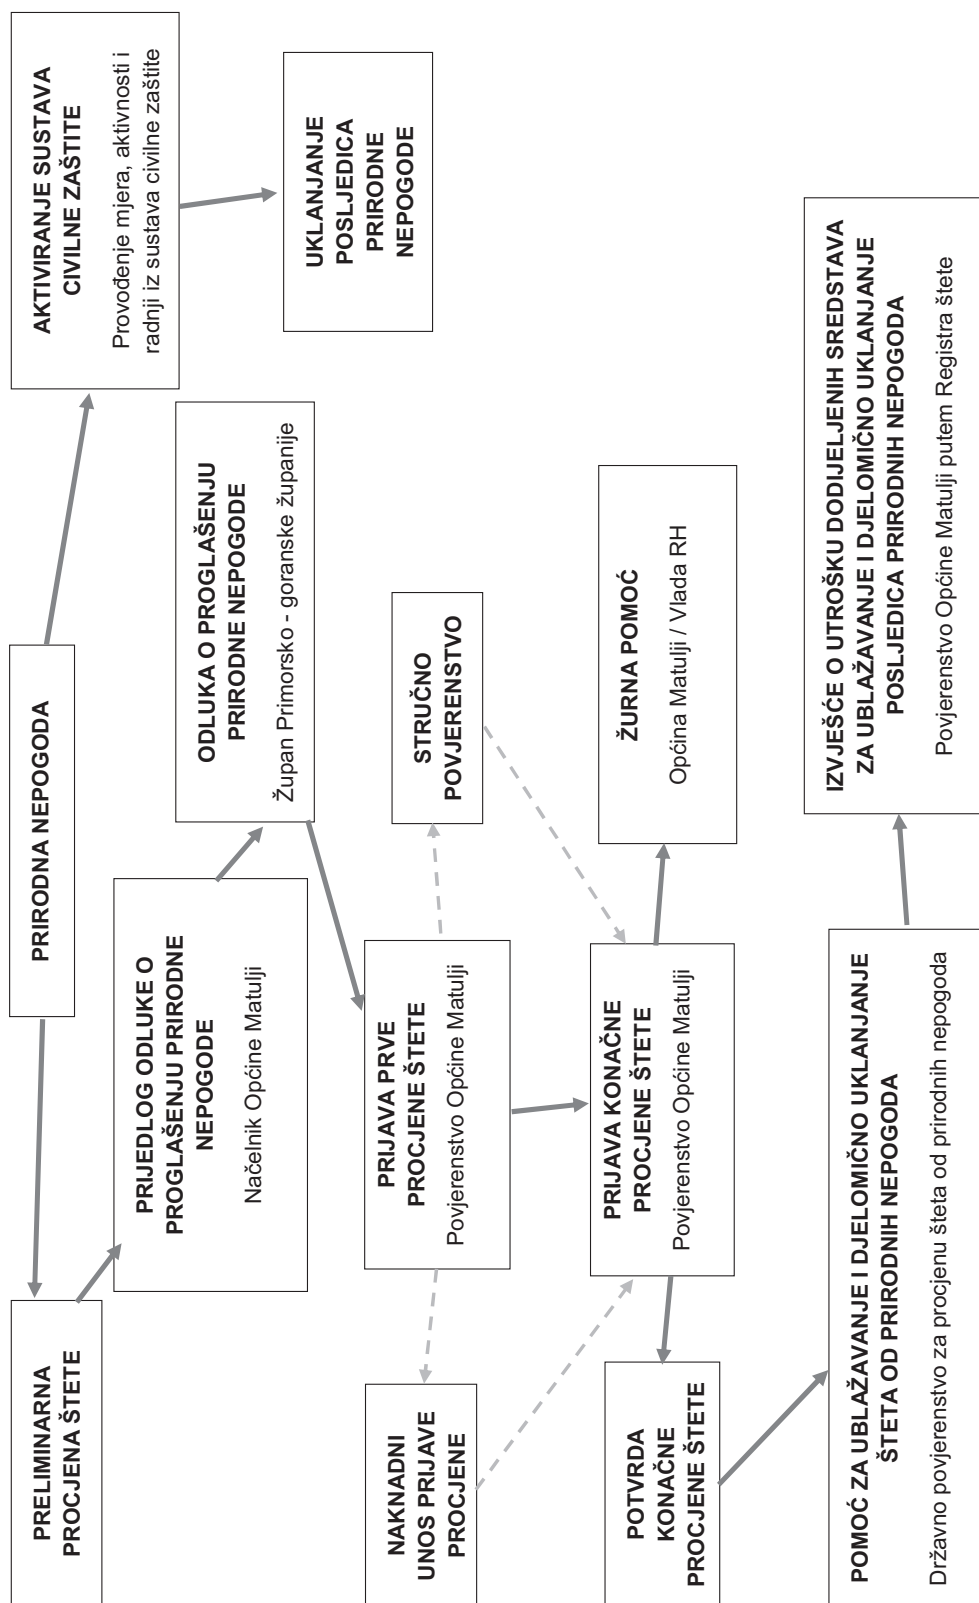 PRIRODNA NEPOGODA
PRELIMINARNA
PROCJENA ŠTETE
AKTIVIRANJE SUSTAVA
CIVILNE ZAŠTITE
Provođenje mjera, aktivnosti i
radnji iz sustava civilne zaštite
PRIJEDLOG ODLUKE O
PROGLAŠENJU PRIRODNE
NEPOGODE
Načelnik Općine Matulji
ODLUKA O PROGLAŠENJU
PRIRODNE NEPOGODE
Župan Primorsko - goranske županije
UKLANJANJE
POSLJEDICA
PRIRODNE
NEPOGODE
NAKNADNI
UNOS PRIJAVE
PROCJENE
PRIJAVA PRVE
PROCJENE ŠTETE
Povjerenstvo Općine Matulji
STRUČNO
POVJERENSTVO
POTVRDA
KONAČNE
PROCJENE ŠTETE
PRIJAVA KONAČNE
PROCJENE ŠTETE
Povjerenstvo Općine Matulji
ŽURNA POMOĆ
Općina Matulji / Vlada RH
POMOĆ ZA UBLAŽAVANJE I DJELOMIČNO UKLANJANJE
ŠTETA OD PRIRODNIH NEPOGODA
Državno povjerenstvo za procjenu šteta od prirodnih nepogoda
IZVJEŠĆE O UTROŠKU DODIJELJENIH SREDSTAVA
ZA UBLAŽAVANJE I DJELOMIČNO UKLANJANJE
POSLJEDICA PRIRODNIH NEPOGODA
Povjerenstvo Općine Matulji putem Registra štete